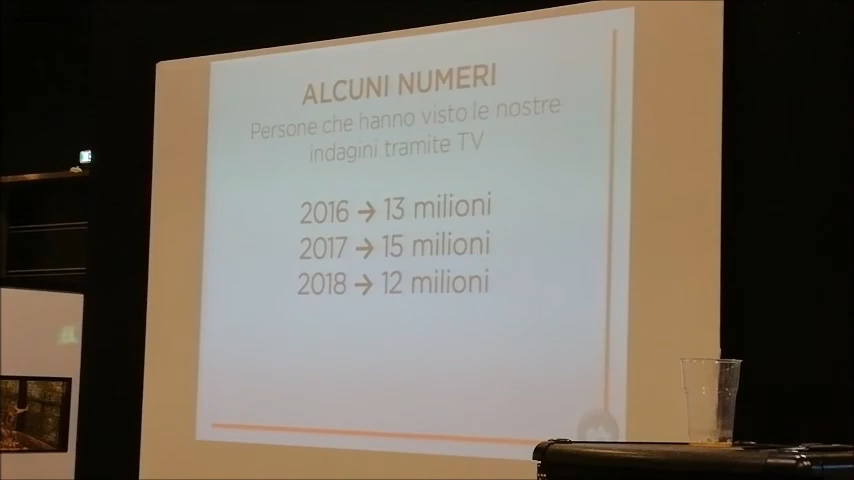 ALCUNI NUMERI
Persone che hanno visto le nostre
indagini tramite TV
2016 → 13 milioni
2017 → 15 milioni
2018 → 12 milioni